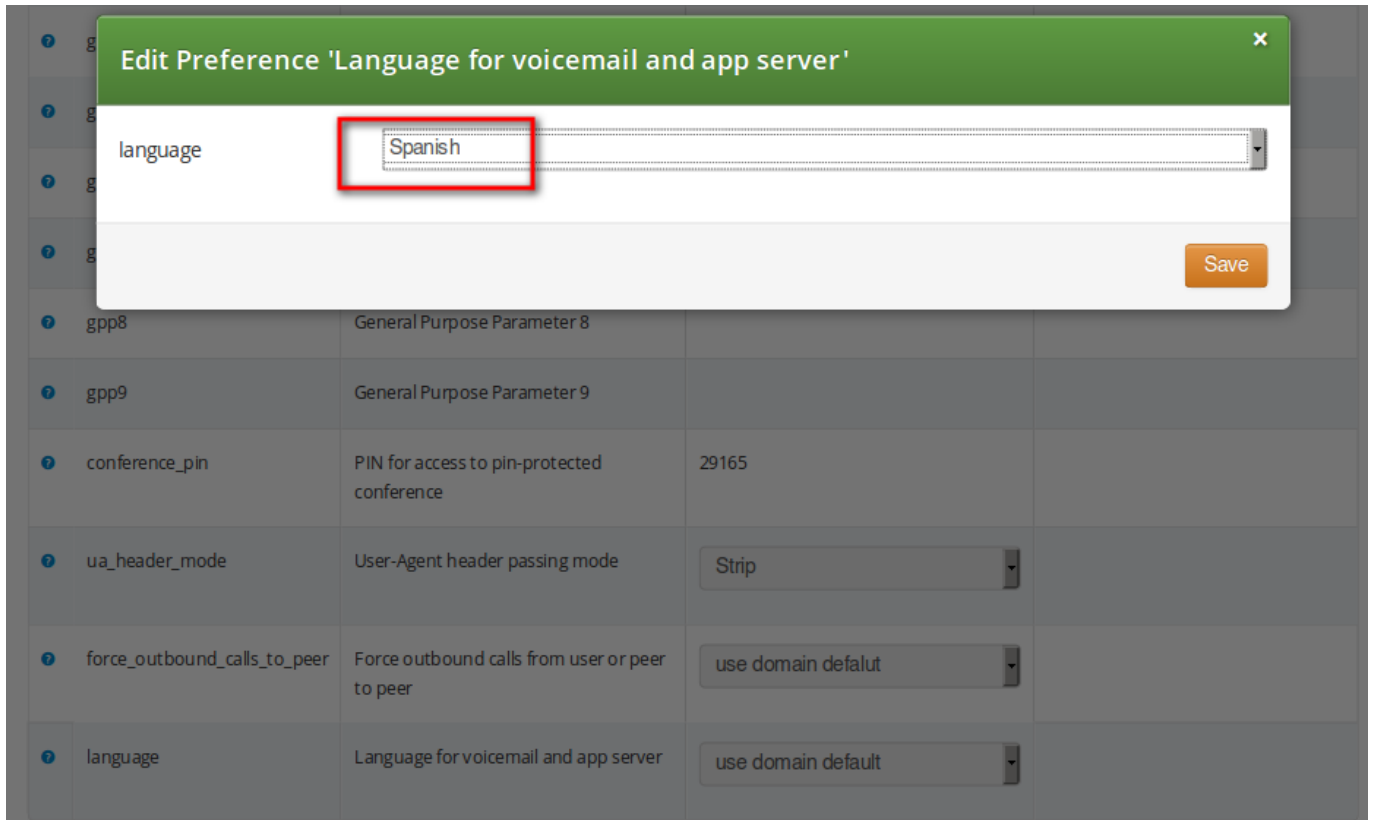 Edit Preference 'Language for voicemail and app server'
×
language
Spanish
Save
g
g
g
g
gpp8 General Purpose Parameter 8
gpp9 General Purpose Parameter 9
conference_pin PIN for access to pin-protected 29165
conference
ua_header_mode User-Agent header passing mode Strip
force_outbound_calls_to_peer Force outbound calls from user or peer use domain defalut
to peer
language Language for voicemail and app server use domain default